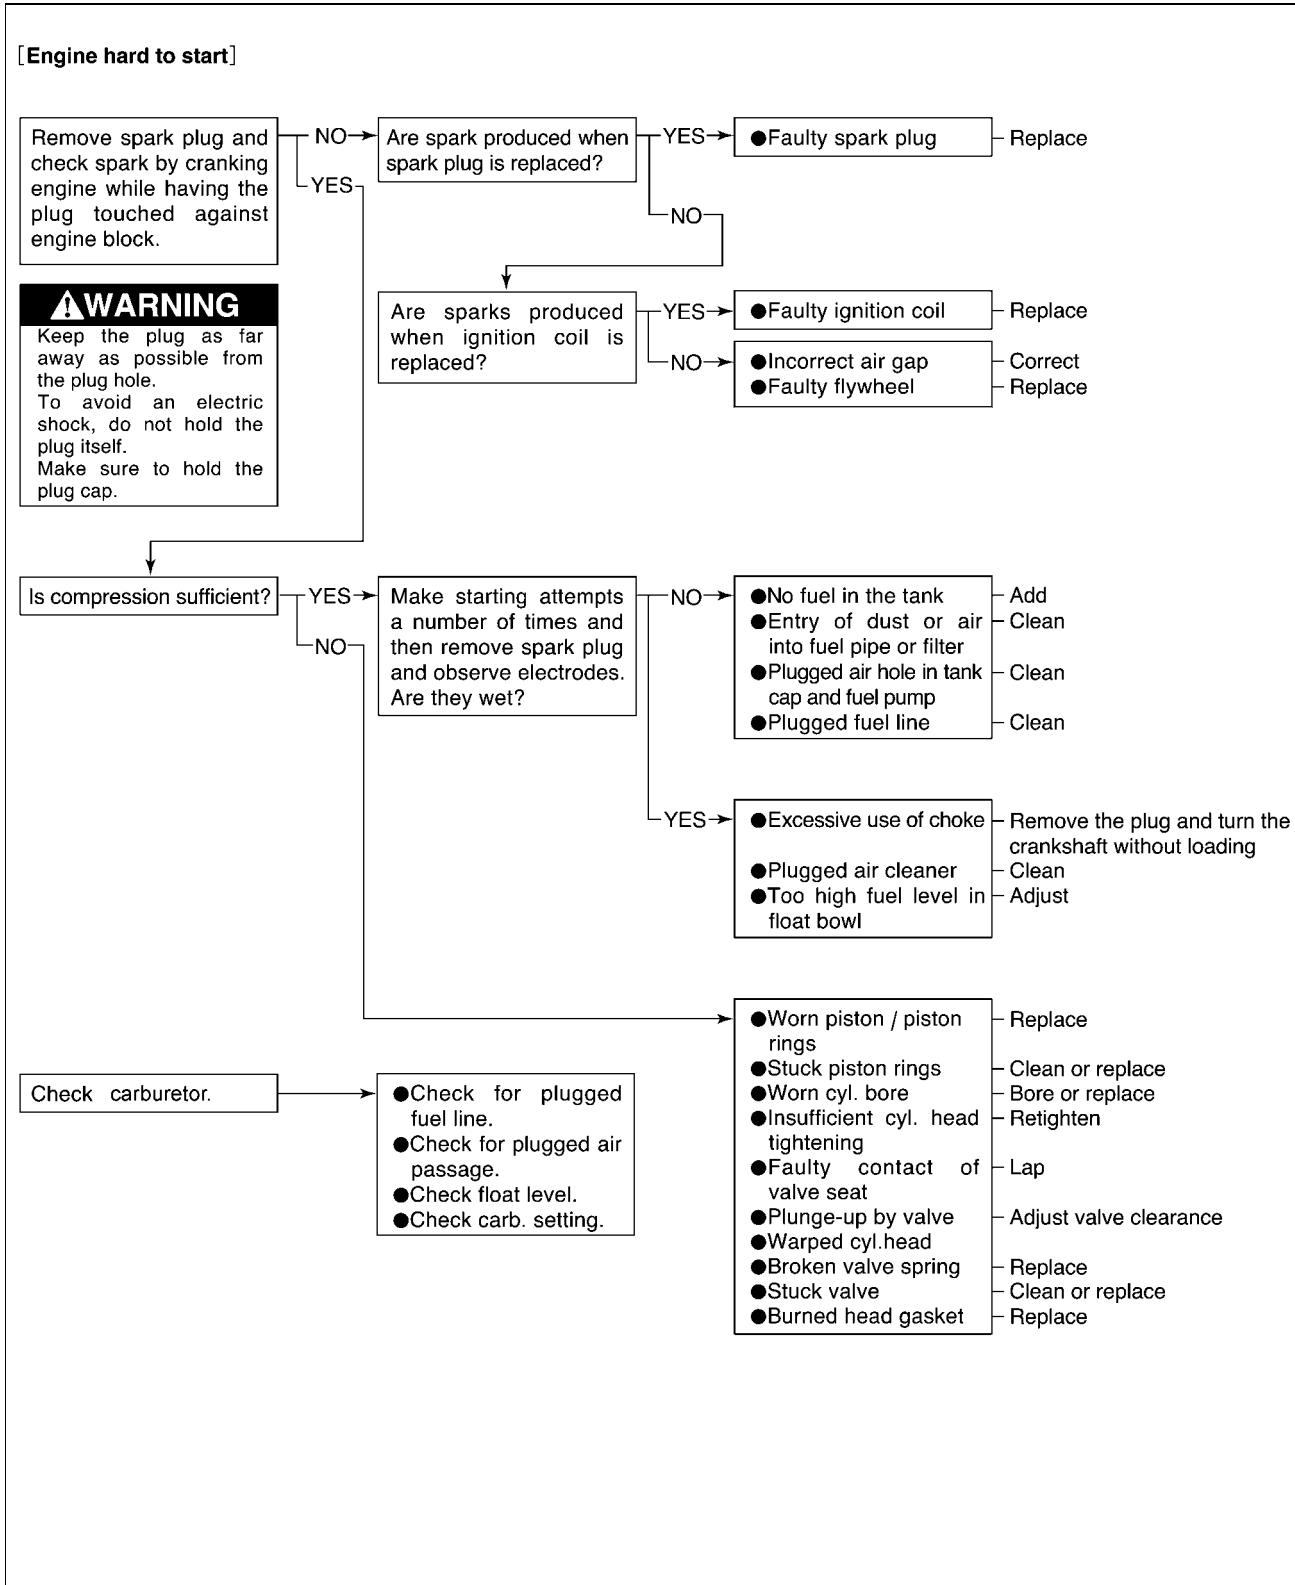 [Engine hard to start]
Remove spark plug and
check spark by cranking
engine while having the
plug touched against
engine block.
NO
YES
Are spark produced when
spark plug is replaced?
YES
NO
●Faulty spark plug
Replace
⚠WARNING
Keep the plug as far
away as possible from
the plug hole.
To avoid an electric
shock, do not hold the
plug itself.
Make sure to hold the
plug cap.
Are sparks produced
when ignition coil is
replaced?
YES
NO
●Faulty ignition coil
Replace
●Incorrect air gap
Correct
●Faulty flywheel
Replace
Is compression sufficient?
YES
NO
Make starting attempts
a number of times and
then remove spark plug
and observe electrodes.
Are they wet?
NO
●No fuel in the tank
Add
●Entry of dust or air
into fuel pipe or filter
Clean
●Plugged air hole in tank
cap and fuel pump
Clean
●Plugged fuel line
Clean
YES
●Excessive use of choke
Remove the plug and turn the
crankshaft without loading
●Plugged air cleaner
Clean
●Too high fuel level in
float bowl
Adjust
●Worn piston / piston
rings
Replace
●Stuck piston rings
Clean or replace
●Worn cyl. bore
Bore or replace
●Insufficient cyl. head
tightening
Retighten
●Faulty contact of
valve seat
Lap
●Plunge-up by valve
Adjust valve clearance
●Warped cyl.head
●Broken valve spring
Replace
●Stuck valve
Clean or replace
●Burned head gasket
Replace
Check carburetor.
●Check for plugged
fuel line.
●Check for plugged air
passage.
●Check float level.
●Check carb. setting.